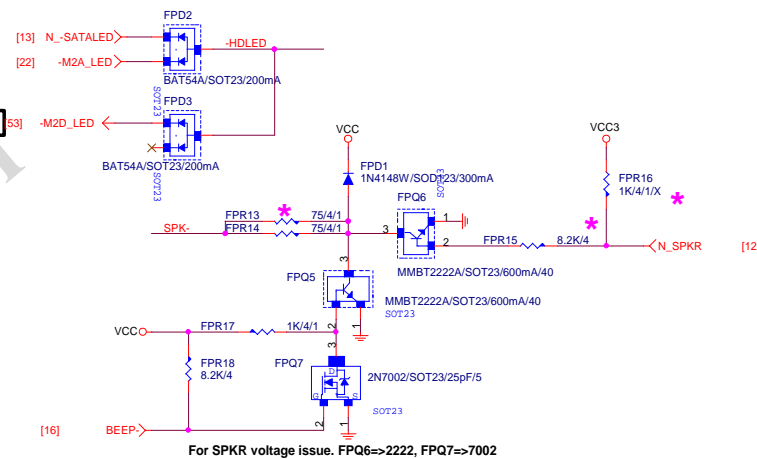 FPD2
[13] N_-SATALED
-HDLED
[22] -M2A_LED
BAT54A/SOT23/200mA
SOT23
FPD3
53] -M2D_LED
BAT54A/SOT23/200mA
SOT23
VCC
VCC3
FPD1
1N4148W/SOD123/300mA
SOT23
FPQ6
FPR16
1K/4/1/X
*
FPR13
*
75/4/1
SPK-
FPR14
75/4/1
3
1
2
FPR15
8.2K/4
*
N_SPKR
[12
MMBT2222A/SOT23/600mA/40
3
FPQ5
MMBT2222A/SOT23/600mA/40
SOT23
2
1
VCC
FPR17
1K/4/1
FPR18
8.2K/4
3
FPQ7
D
G
S
2N7002/SOT23/25pF/5
SOT23
2
1
[16] BEEP-
For SPKR voltage issue. FPQ6=>2222, FPQ7=>7002